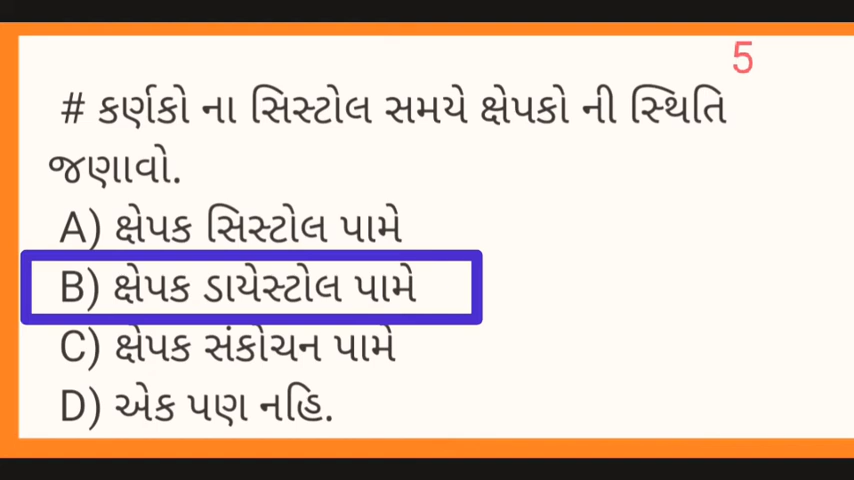 5
# કર્ણકો ના સિસ્ટોલ સમયે ક્ષેપકો ની સ્થિતિ
જણાવો.
A) ક્ષેપક સિસ્ટોલ પામે
B) ક્ષેપક ડાયેસ્ટોલ પામે
C) ક્ષેપક સંકોચન પામે
D) એક પણ નહિ.